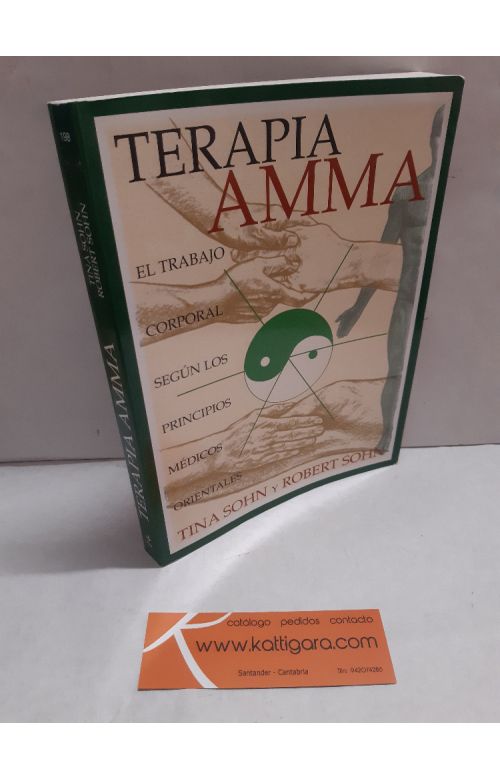 TERAPIA
AMMA
EL TRABAJO
CORPORAL
SEGÚN LOS
PRINCIPIOS
MÉDICOS
ORIENTALES
TINA SOHN Y ROBERT SOHN
TINA SOHN
ROBERT SOHN
TERAPIA AMMA
catálogo pedidos contacto
www.kattigara.com
Santander - Cantabria